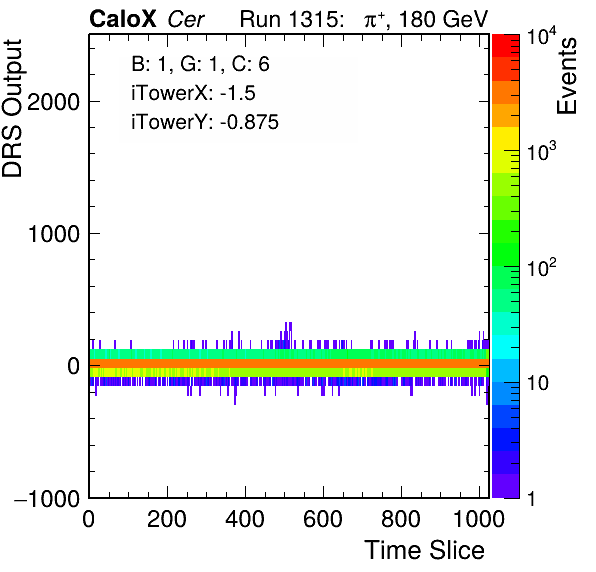 CaloX Cer Run 1315: π⁺, 180 GeV
B: 1, G: 1, C: 6
iTowerX: -1.5
iTowerY: -0.875
DRS Output
2000
1000
0
−1000
0 200 400 600 800 1000
Time Slice
10⁴
10³
10²
10
1
Events